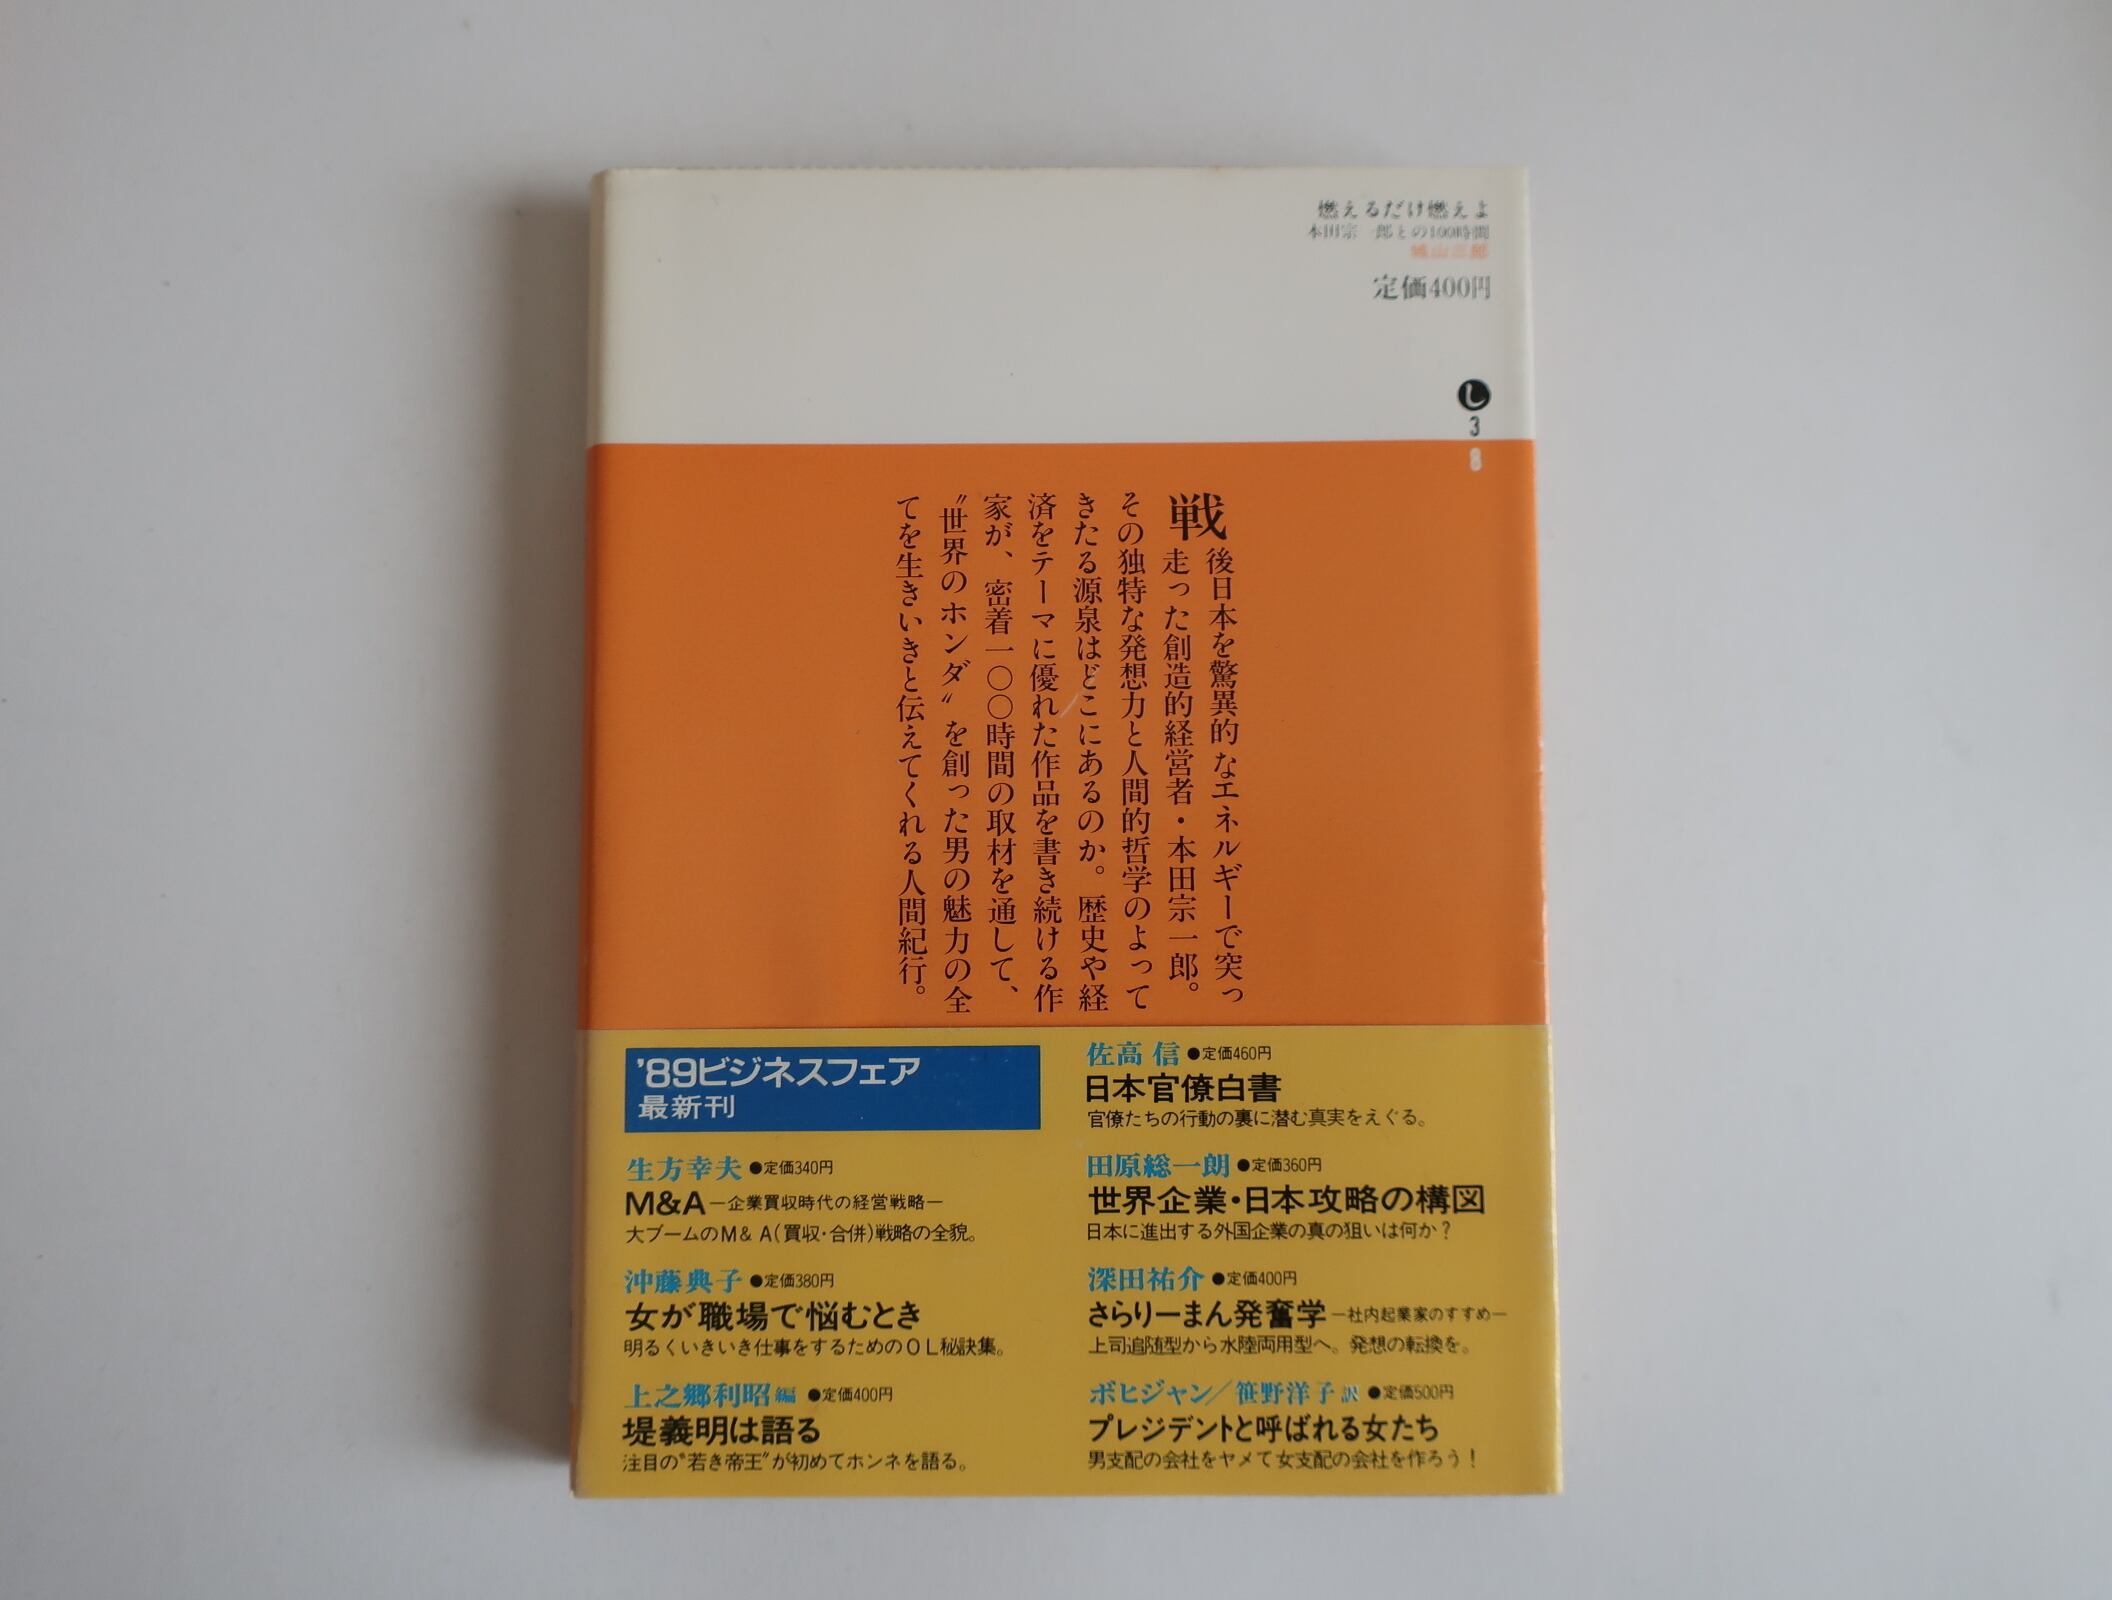 燃えるだけ燃えよ
本田宗一郎との100時間
城山三郎
定価400円
し
3
8
戦後日本を驚異的なエネルギーで突っ
走った創造的経営者・本田宗一郎。
その独特な発想力と人間的哲学のよって
きたる源泉はどこにあるのか。歴史や経
済をテーマに優れた作品を書き続ける作
家が、密着一〇〇時間の取材を通して、
〝世界のホンダ〟を創った男の魅力の全
てを生きいきと伝えてくれる人間紀行。
'89ビジネスフェア
最新刊
生方幸夫●定価340円
M&A—企業買収時代の経営戦略—
大ブームのM&A(買収・合併)戦略の全貌。
沖藤典子●定価380円
女が職場で悩むとき
明るくいきいき仕事をするためのOL秘訣集。
上之郷利昭 編 ●定価400円
堤義明は語る
注目の〝若き帝王〟が初めてホンネを語る。
佐高 信●定価460円
日本官僚白書
官僚たちの行動の裏に潜む真実をえぐる。
田原総一朗●定価360円
世界企業・日本攻略の構図
日本に進出する外国企業の真の狙いは何か?
深田祐介●定価400円
さらりーまん発奮学—社内起業家のすすめ—
上司追随型から水陸両用型へ。発想の転換を。
ボヒジャン/笹野洋子 訳 ●定価500円
プレジデントと呼ばれる女たち
男支配の会社をヤメて女支配の会社を作ろう!